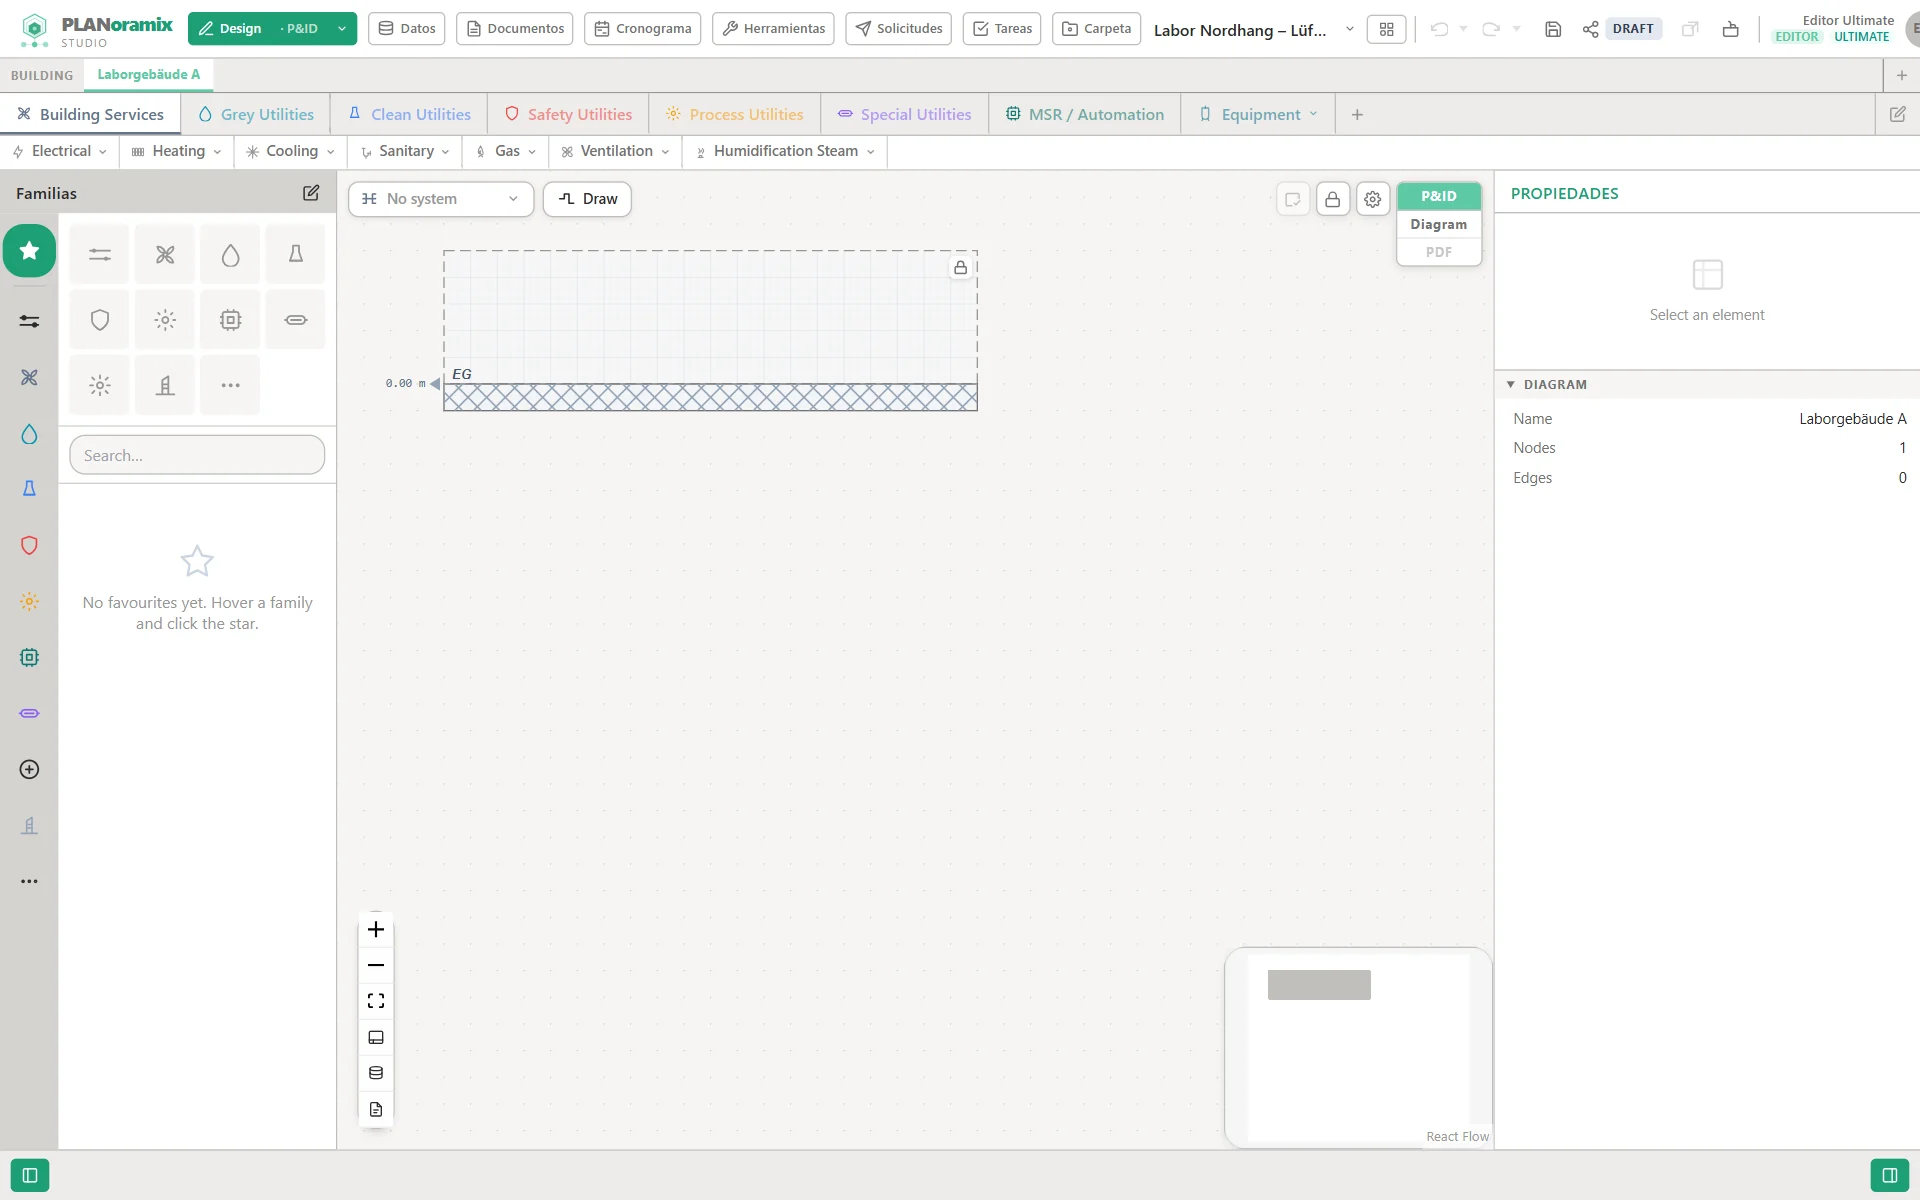 PLANoramix
STUDIO
Design · P&ID
Datos
Documentos
Cronograma
Herramientas
Solicitudes
Tareas
Carpeta
Labor Nordhang – Lüf...
DRAFT
Editor Ultimate
EDITOR ULTIMATE
BUILDING
Laborgebäude A
Building Services
Grey Utilities
Clean Utilities
Safety Utilities
Process Utilities
Special Utilities
MSR / Automation
Equipment
Electrical
Heating
Cooling
Sanitary
Gas
Ventilation
Humidification Steam
Familias
No system
Draw
P&ID
Diagram
PDF
PROPIEDADES
Select an element
DIAGRAM
Name Laborgebäude A
Nodes 1
Edges 0
EG
0.00 m
Search...
No favourites yet. Hover a family
and click the star.
React Flow